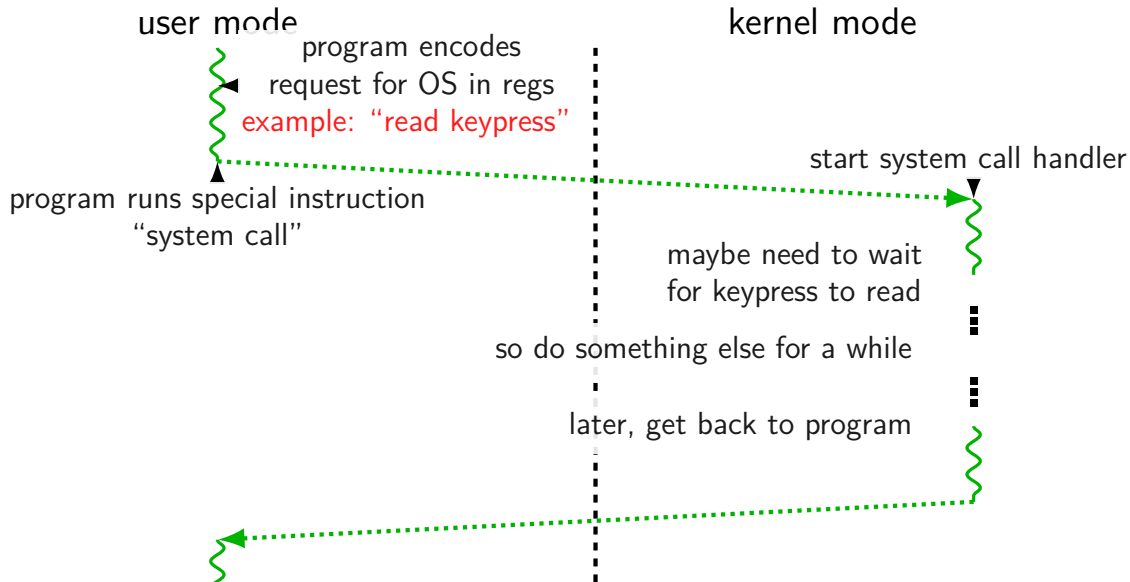 user mode
kernel mode
program encodes
request for OS in regs
example: “read keypress”
start system call handler
program runs special instruction
“system call”
maybe need to wait
for keypress to read
so do something else for a while
later, get back to program